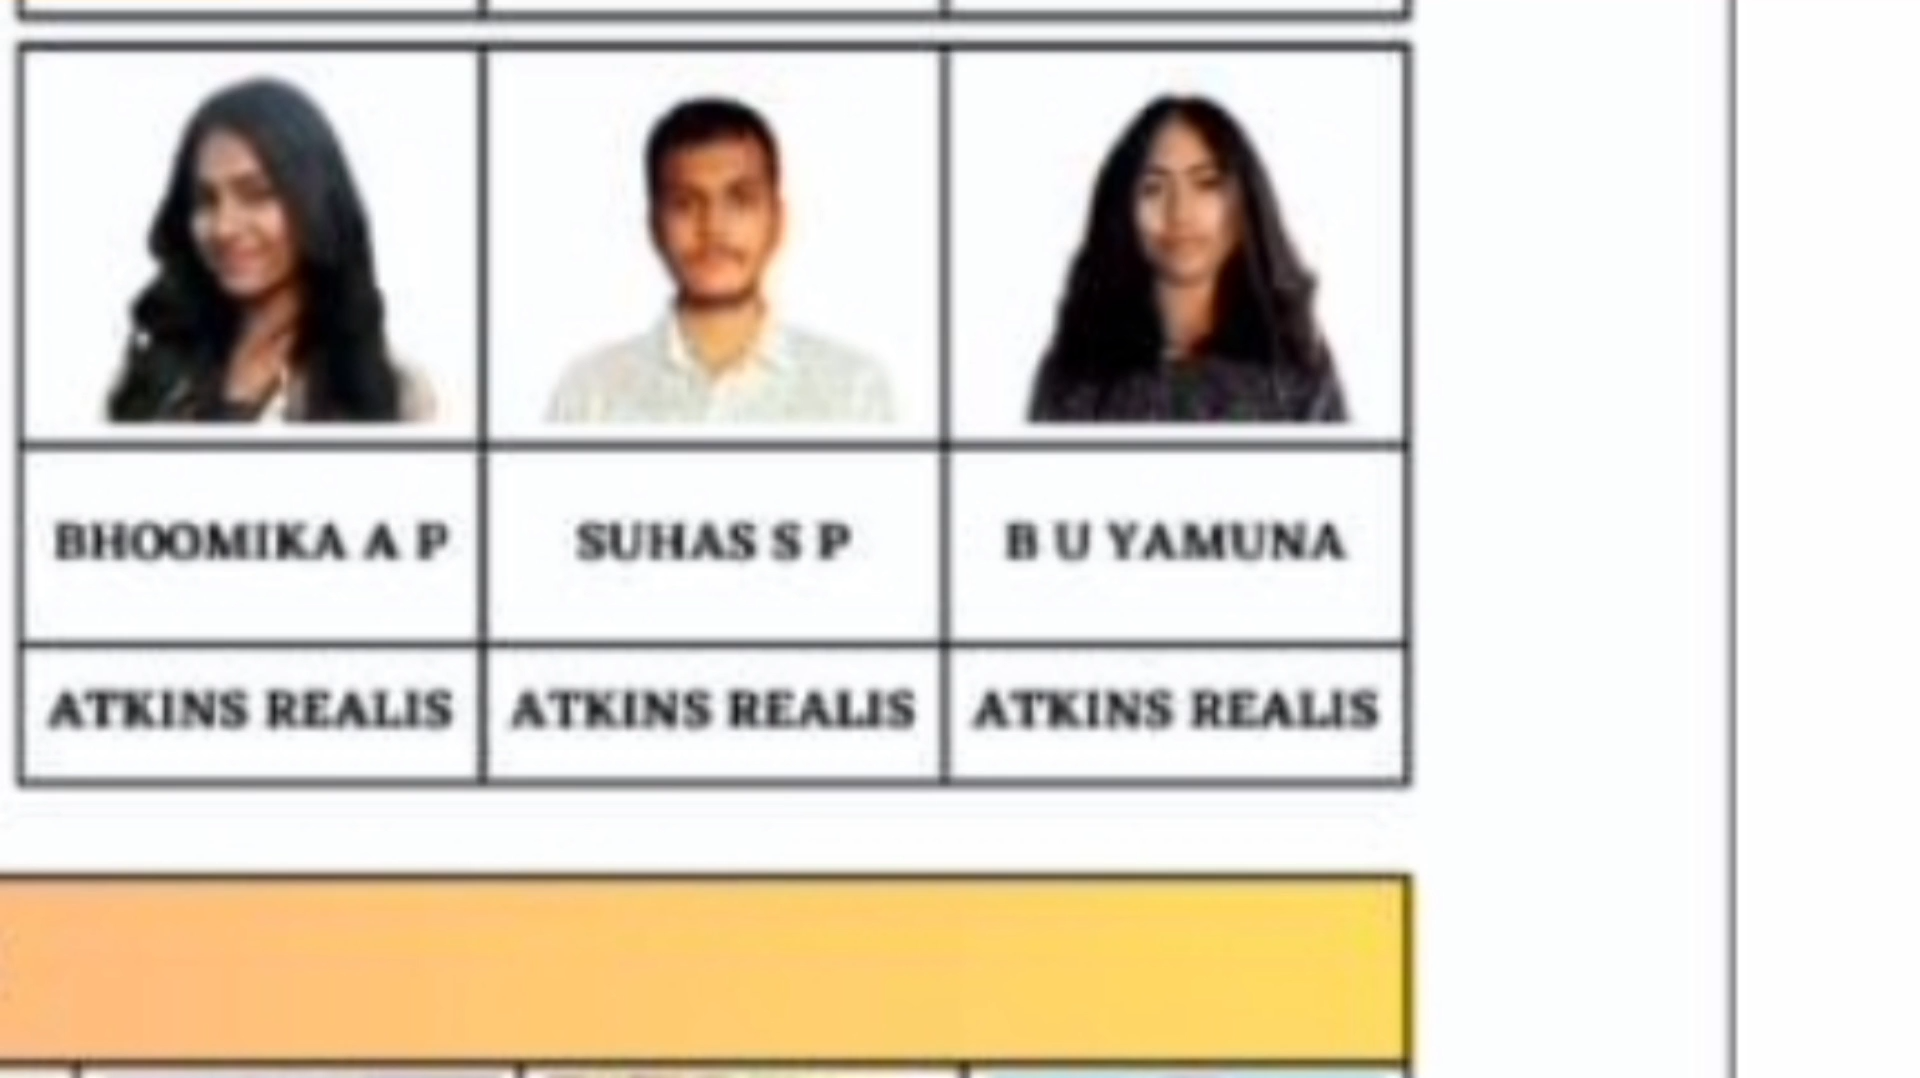 BHOOMIKA A P
SUHAS S P
B U YAMUNA
ATKINS REALIS
ATKINS REALIS
ATKINS REALIS